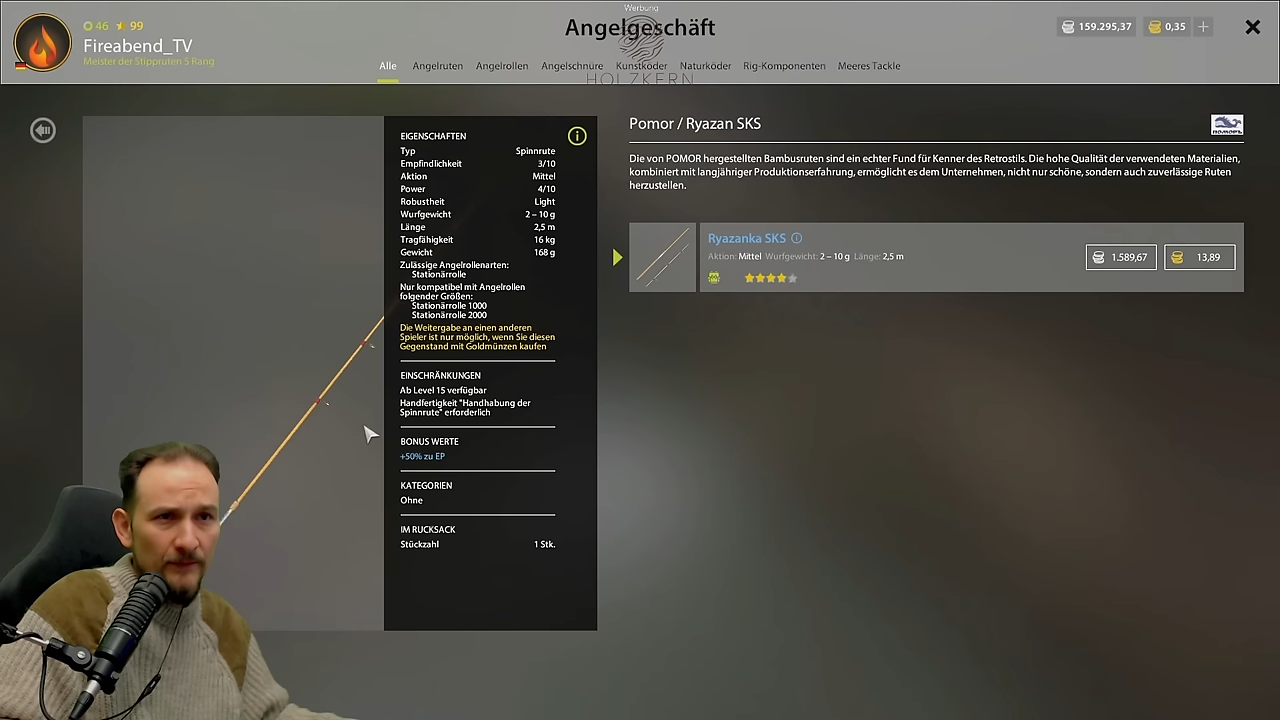 Werbung
46 99
Fireabend_TV
Meister der Stippruten 5 Rang
Angelgeschäft
159.295,37
0,35
Alle Angelruten Angelrollen Angelschnüre Kunstköder Naturköder Rig-Komponenten Meeres Tackle
HOLZKERN
EIGENSCHAFTEN
Typ Spinnrute
Empfindlichkeit 3/10
Aktion Mittel
Power 4/10
Robustheit Light
Wurfgewicht 2 – 10 g
Länge 2,5 m
Tragfähigkeit 16 kg
Gewicht 168 g
Zulässige Angelrollenarten:
Stationärrolle
Nur kompatibel mit Angelrollen
folgender Größen:
Stationärrolle 1000
Stationärrolle 2000
Die Weitergabe an einen anderen
Spieler ist nur möglich, wenn Sie diesen
Gegenstand mit Goldmünzen kaufen
EINSCHRÄNKUNGEN
Ab Level 15 verfügbar
Handfertigkeit "Handhabung der
Spinnrute" erforderlich
BONUS WERTE
+50% zu EP
KATEGORIEN
Ohne
IM RUCKSACK
Stückzahl 1 Stk.
Pomor / Ryazan SKS
ПОМОРЪ
Die von POMOR hergestellten Bambusruten sind ein echter Fund für Kenner des Retrostils. Die hohe Qualität der verwendeten Materialien,
kombiniert mit langjähriger Produktionserfahrung, ermöglicht es dem Unternehmen, nicht nur schöne, sondern auch zuverlässige Ruten
herzustellen.
Ryazanka SKS
Aktion: Mittel Wurfgewicht: 2 – 10 g Länge: 2,5 m
1.589,67
13,89